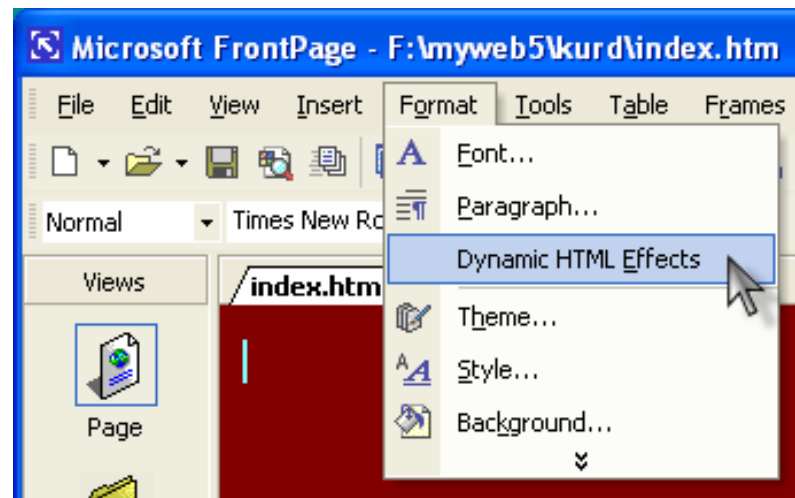 Microsoft FrontPage - F:\myweb5\kurd\index.htm
File Edit View Insert Format Tools Table Frames
Font...
Paragraph...
Normal Times New Ro
Dynamic HTML Effects
Views /index.htm
Theme...
Style...
Page Background...